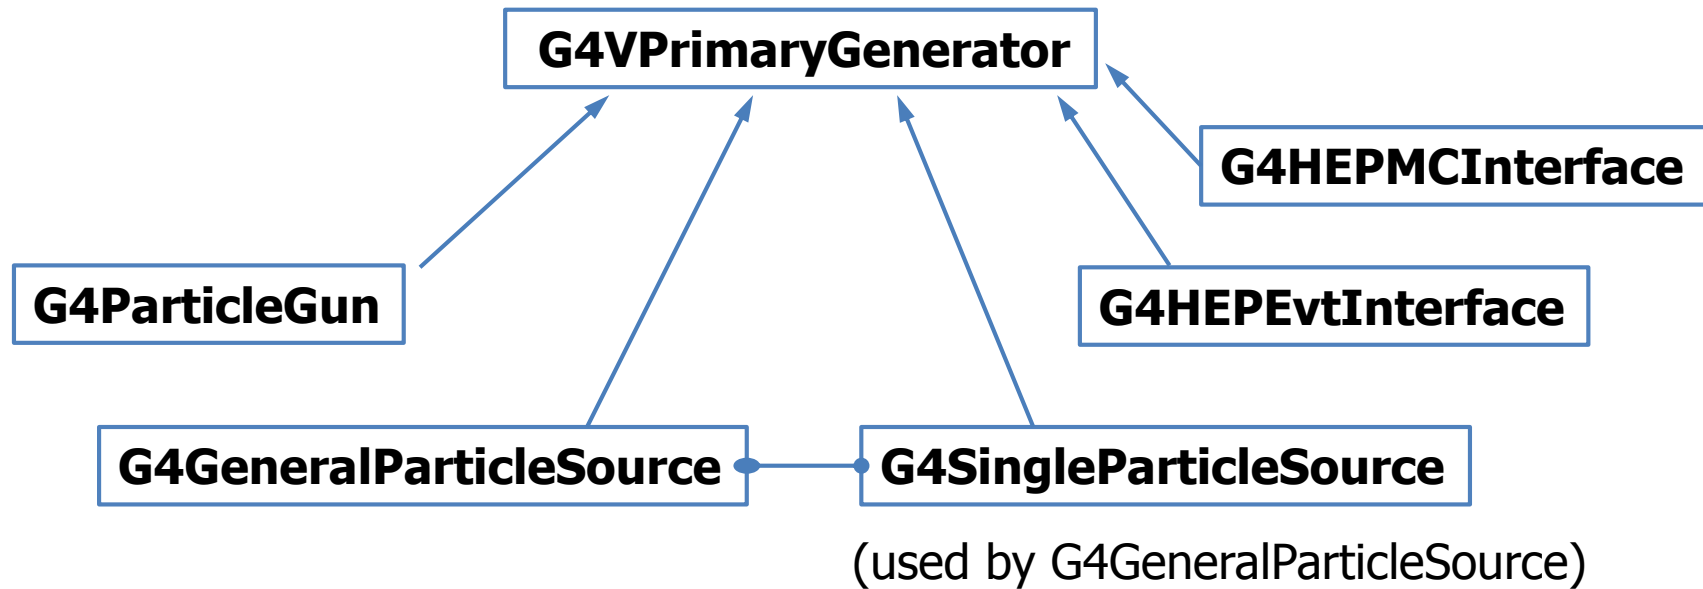 G4VPrimaryGenerator
G4HEPMCInterface
G4ParticleGun
G4HEPEvtInterface
G4GeneralParticleSource
G4SingleParticleSource
(used by G4GeneralParticleSource)